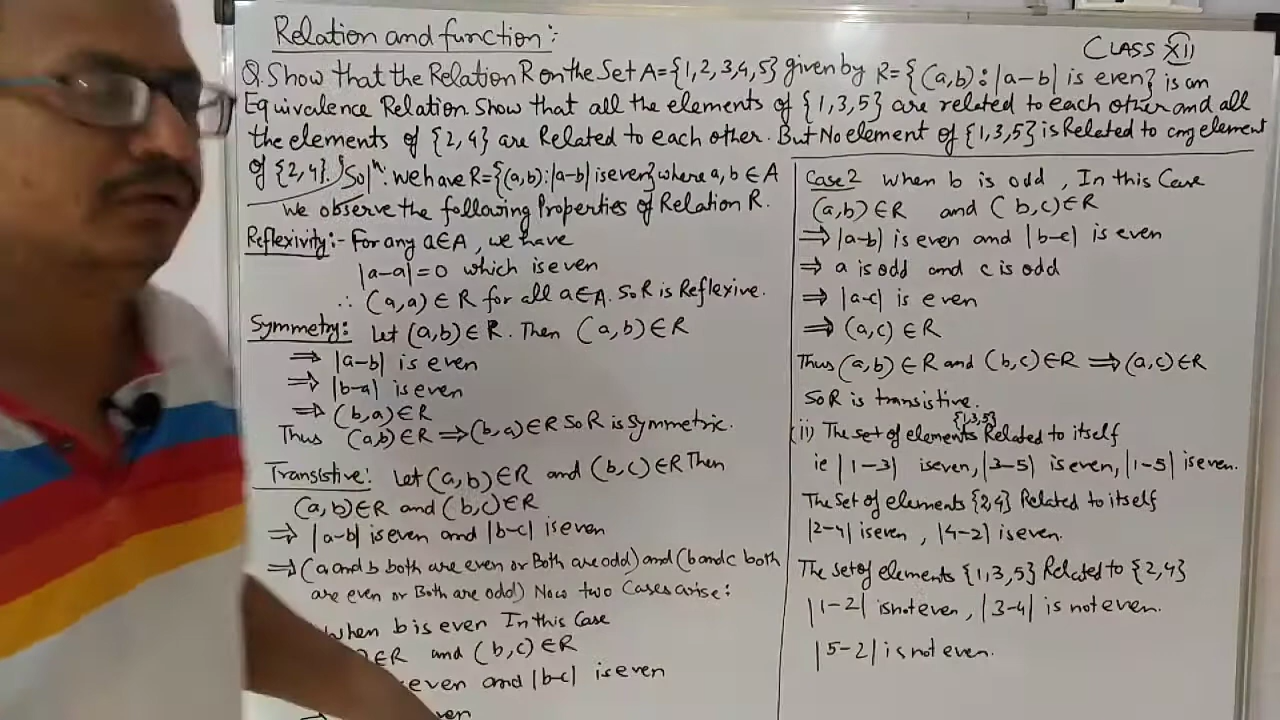 Relation and function:
CLASS XII
Q. Show that the Relation R on the Set A={1,2,3,4,5} given by R={(a,b):|a-b| is even} is an
Equivalence Relation. Show that all the elements of {1,3,5} are related to each other and all
the elements of {2,4} are Related to each other. But No element of {1,3,5} is Related to any element
of {2,4}. Solⁿ: we have R={(a,b):|a-b| is even} where a, b ∈ A
we observe the following Properties of Relation R.
Reflexivity:- For any a∈A, we have
|a-a|=0 which is even
∴ (a,a) ∈ R for all a∈A. So R is Reflexive.
Symmetry: Let (a,b) ∈ R. Then (a,b) ∈ R
⇒ |a-b| is even
⇒ |b-a| is even
⇒ (b,a) ∈ R
Thus (a,b) ∈ R ⇒ (b,a) ∈ R So R is Symmetric.
Transistive: Let (a,b) ∈ R and (b,c) ∈ R Then
(a,b) ∈ R and (b,c) ∈ R
⇒ |a-b| is even and |b-c| is even
⇒ (a and b both are even or Both are odd) and (b and c both
are even or Both are odd) Now two Cases arise:
When b is even In this Case
∈R and (b,c) ∈ R
even and |b-c| is even
⇒
Case 2 when b is odd, In this Case
(a,b) ∈ R and (b,c) ∈ R
⇒ |a-b| is even and |b-c| is even
⇒ a is odd and c is odd
⇒ |a-c| is even
⇒ (a,c) ∈ R
Thus (a,b) ∈ R and (b,c) ∈ R ⇒ (a,c) ∈ R
So R is transistive.
(ii) The set of elements {1,3,5} Related to itself
ie |1-3| is even, |3-5| is even, |1-5| is even.
The set of elements {2,4} Related to itself
|2-4| is even, |4-2| is even.
The set of elements {1,3,5} Related to {2,4}
|1-2| is not even, |3-4| is not even.
|5-2| is not even.